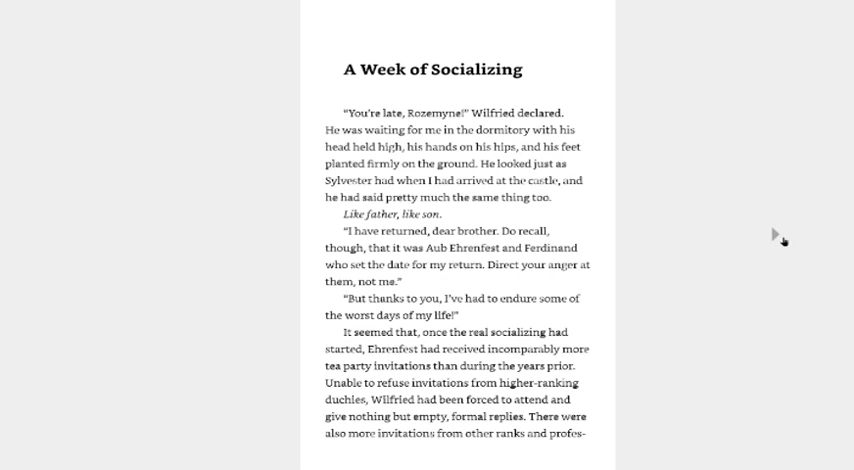 A Week of Socializing
“You're late, Rozemyne!” Wilfried declared.
He was waiting for me in the dormitory with his
head held high, his hands on his hips, and his feet
planted firmly on the ground. He looked just as
Sylvester had when I had arrived at the castle, and
he had said pretty much the same thing too.
Like father, like son.
“I have returned, dear brother. Do recall,
though, that it was Aub Ehrenfest and Ferdinand
who set the date for my return. Direct your anger at
them, not me.”
“But thanks to you, I've had to endure some of
the worst days of my life!”
It seemed that, once the real socializing had
started, Ehrenfest had received incomparably more
tea party invitations than during the years prior.
Unable to refuse invitations from higher-ranking
duchies, Wilfried had been forced to attend and
give nothing but empty, formal replies. There were
also more invitations from other ranks and profes-